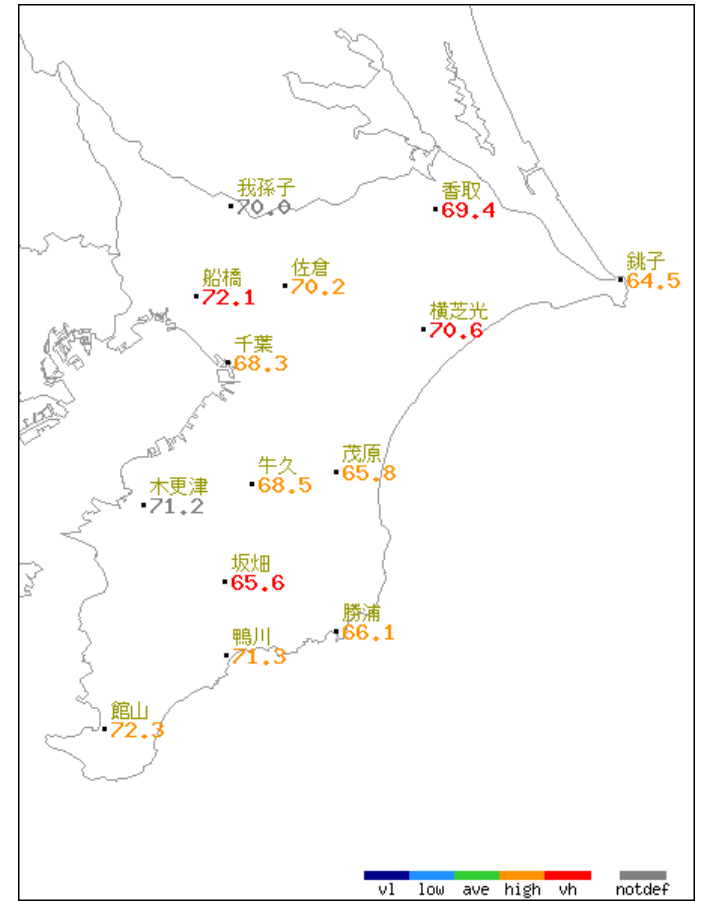 我孫子
70.0
香取
69.4
銚子
64.5
船橋
72.1
佐倉
70.2
横芝光
70.6
千葉
68.3
茂原
65.8
牛久
68.5
木更津
71.2
坂畑
65.6
勝浦
66.1
鴨川
71.3
館山
72.3
vl low ave high vh notdef